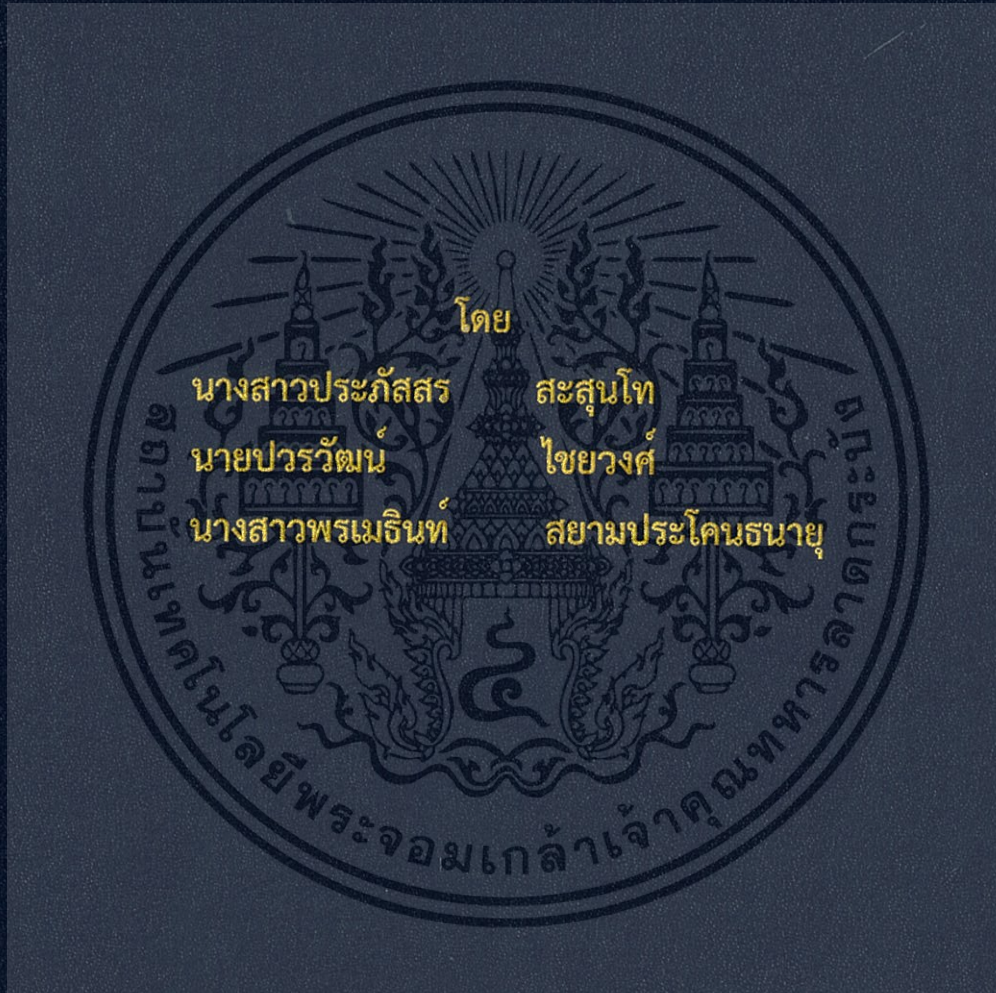 โดย
นางสาวประภัสสร สะสุนโท
นายปวรวัฒน์ ไชยวงศ์
นางสาวพรเมธินท์ สยามประโคนธนายุ
สถาบันเทคโนโลยีพระจอมเกล้าเจ้าคุณทหารลาดกระบัง
๔